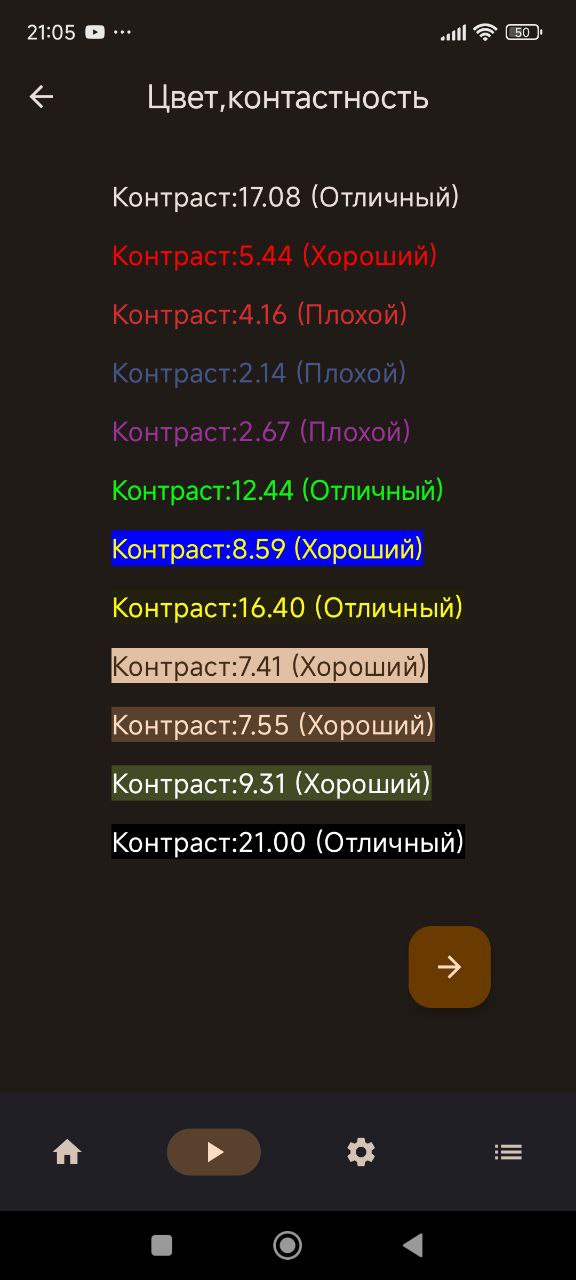 21:05
50
Цвет,контастность
Контраст:17.08 (Отличный)
Контраст:5.44 (Хороший)
Контраст:4.16 (Плохой)
Контраст:2.14 (Плохой)
Контраст:2.67 (Плохой)
Контраст:12.44 (Отличный)
Контраст:8.59 (Хороший)
Контраст:16.40 (Отличный)
Контраст:7.41 (Хороший)
Контраст:7.55 (Хороший)
Контраст:9.31 (Хороший)
Контраст:21.00 (Отличный)